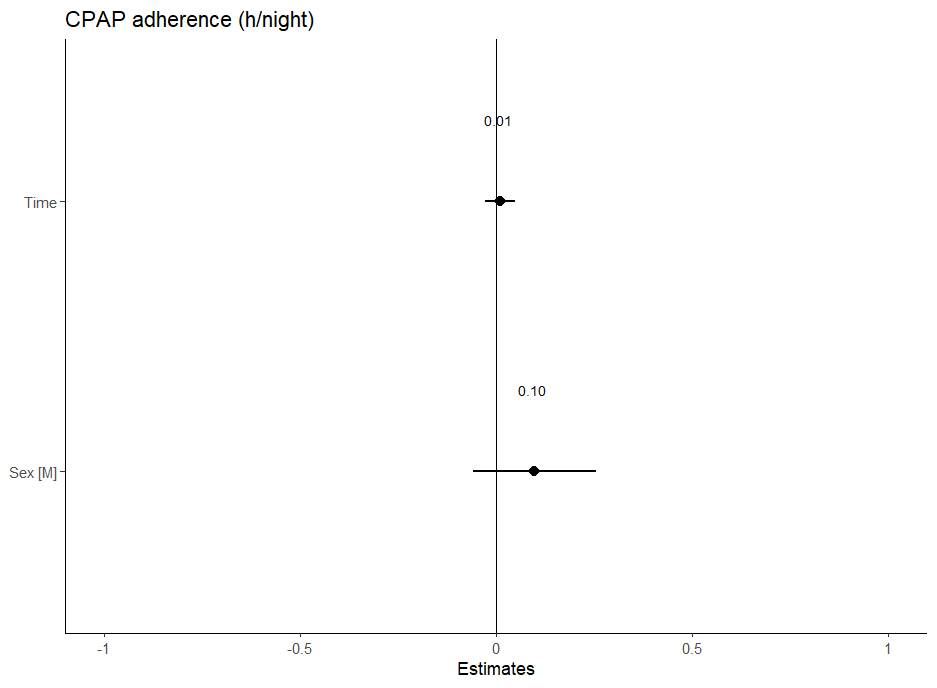 CPAP adherence (h/night)
0.01
Time
0.10
Sex [M]
-1 -0.5 0 0.5 1
Estimates